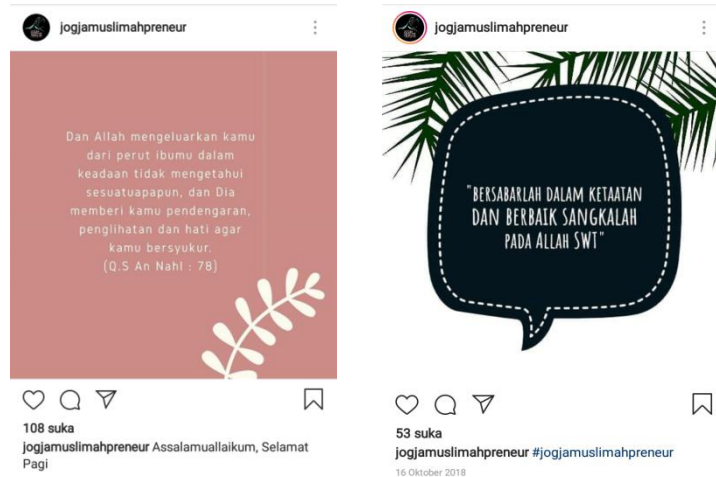 jogjamuslimahpreneur
Dan Allah mengeluarkan kamu
dari perut ibumu dalam
keadaan tidak mengetahui
sesuatuapapun, dan Dia
memberi kamu pendengaran,
penglihatan dan hati agar
kamu bersyukur.
(Q.S An Nahl : 78)
108 suka
jogjamuslimahpreneur Assalamuallaikum, Selamat
Pagi
jogjamuslimahpreneur
"BERSABARLAH DALAM KETAATAN
DAN BERBAIK SANGKALAH
PADA ALLAH SWT"
53 suka
jogjamuslimahpreneur #jogjamuslimahpreneur
16 Oktober 2018